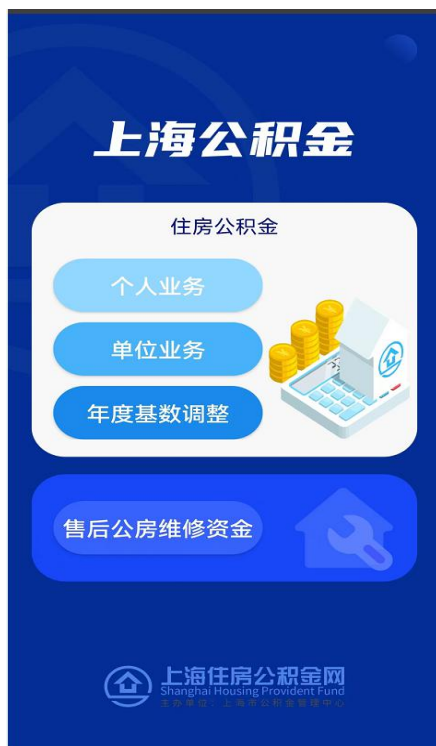 上海公积金
住房公积金
个人业务
单位业务
年度基数调整
售后公房维修资金
上海住房公积金网
Shanghai Housing Provident Fund
主办单位：上海市公积金管理中心